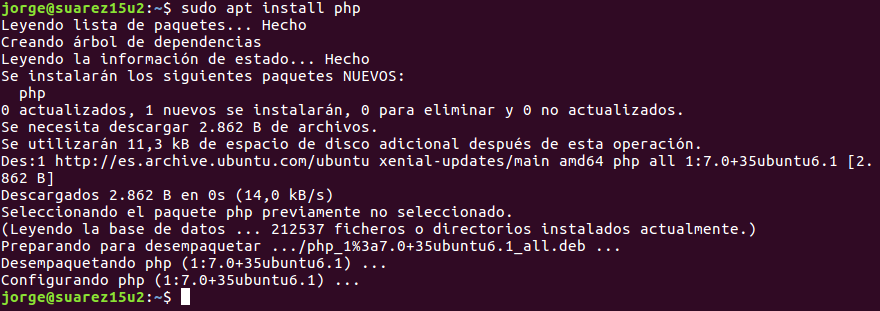 jorge@suarez15u2:~$ sudo apt install php
Leyendo lista de paquetes... Hecho
Creando árbol de dependencias
Leyendo la información de estado... Hecho
Se instalarán los siguientes paquetes NUEVOS:
  php
0 actualizados, 1 nuevos se instalarán, 0 para eliminar y 0 no actualizados.
Se necesita descargar 2.862 B de archivos.
Se utilizarán 11,3 kB de espacio de disco adicional después de esta operación.
Des:1 http://es.archive.ubuntu.com/ubuntu xenial-updates/main amd64 php all 1:7.0+35ubuntu6.1 [2.
862 B]
Descargados 2.862 B en 0s (14,0 kB/s)
Seleccionando el paquete php previamente no seleccionado.
(Leyendo la base de datos ... 212537 ficheros o directorios instalados actualmente.)
Preparando para desempaquetar .../php_1%3a7.0+35ubuntu6.1_all.deb ...
Desempaquetando php (1:7.0+35ubuntu6.1) ...
Configurando php (1:7.0+35ubuntu6.1) ...
jorge@suarez15u2:~$